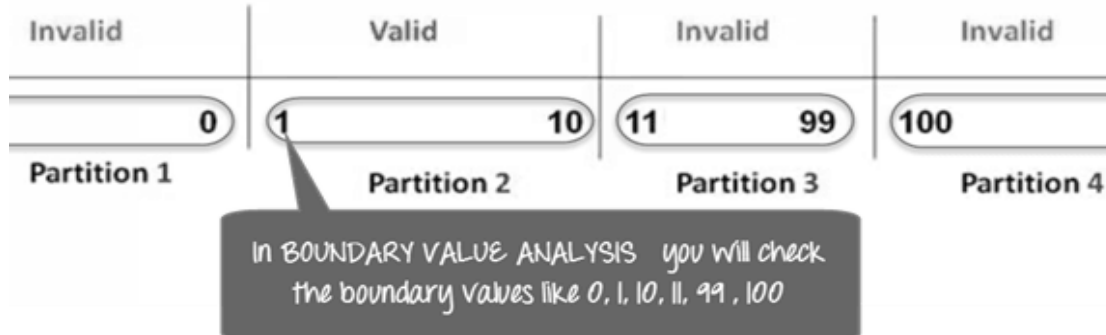 Invalid Valid Invalid Invalid
0 1 10 11 99 100
Partition 1 Partition 2 Partition 3 Partition 4
In BOUNDARY VALUE ANALYSIS you will check
the boundary values like 0, 1, 10, 11, 99 , 100